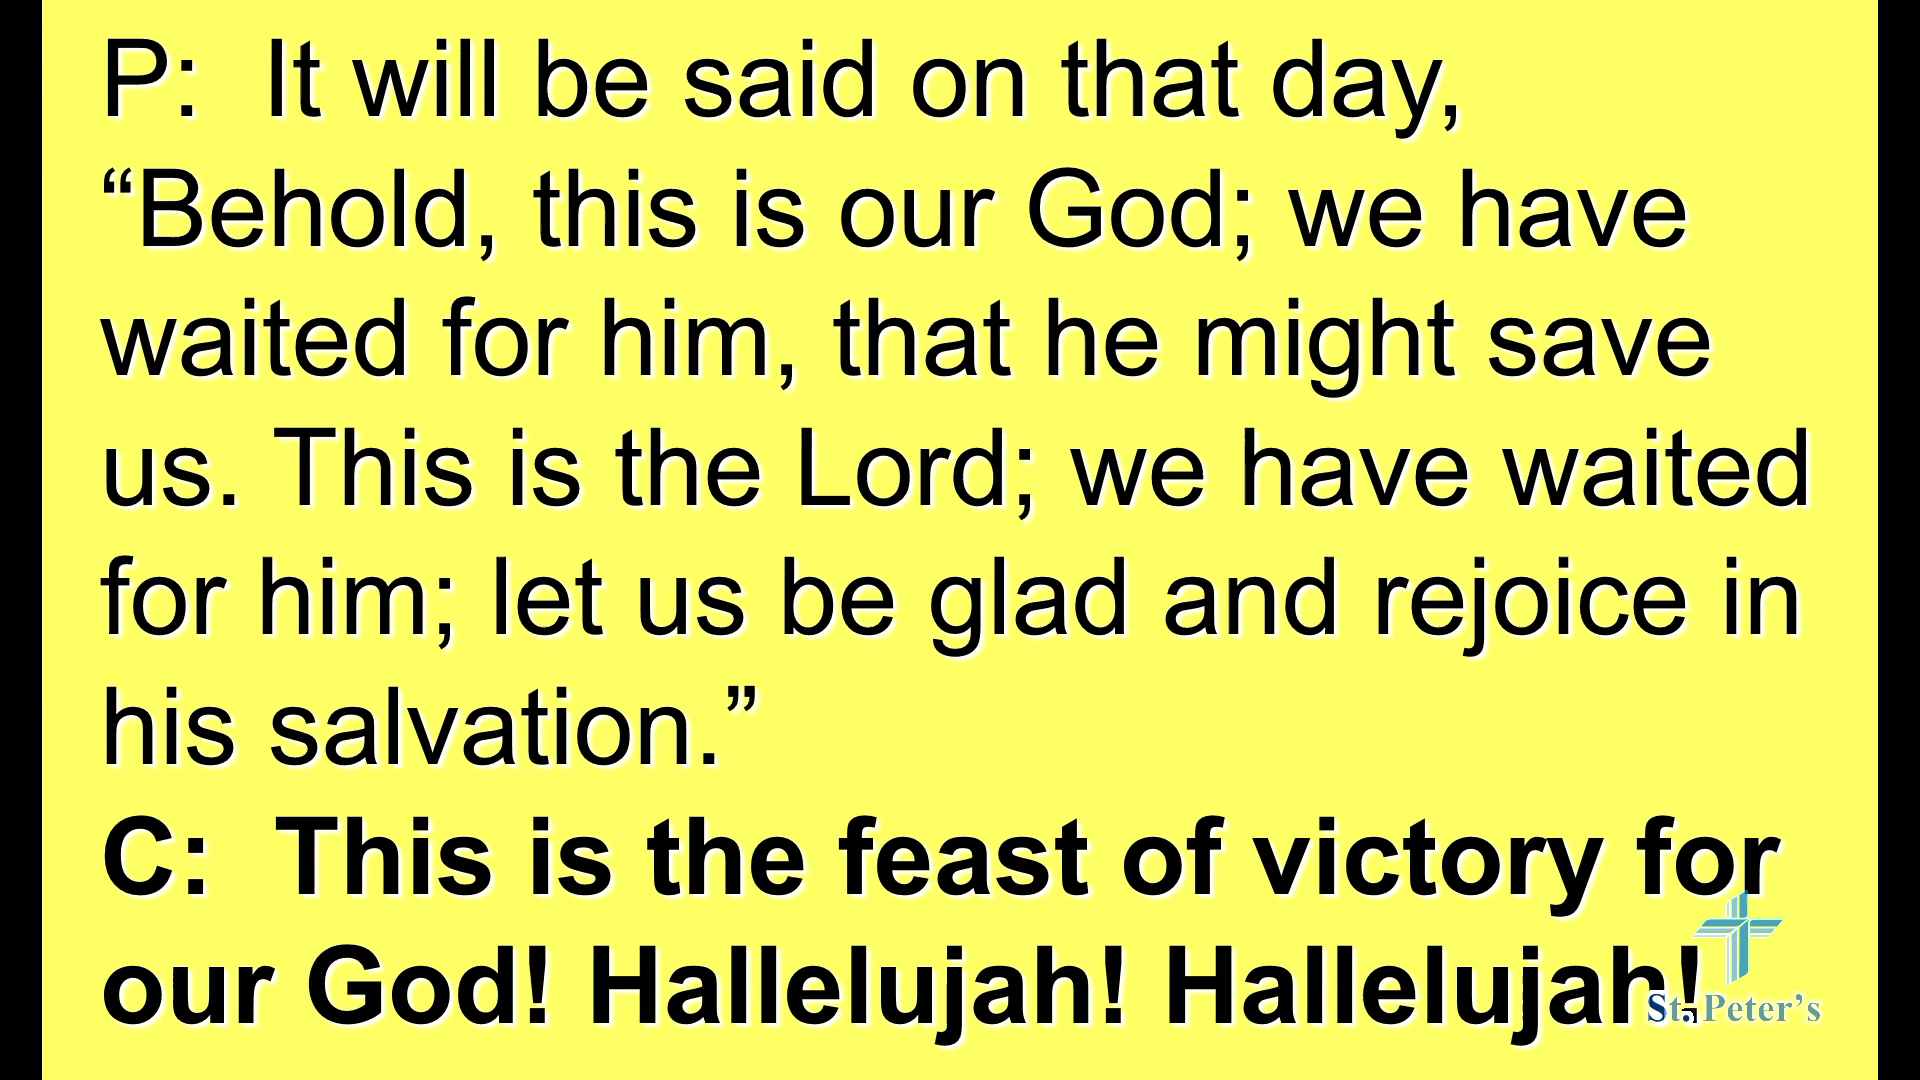 P:  It will be said on that day,
“Behold, this is our God; we have
waited for him, that he might save
us. This is the Lord; we have waited
for him; let us be glad and rejoice in
his salvation.”
C:  This is the feast of victory for
our God! Hallelujah! Hallelujah!
St. Peter’s